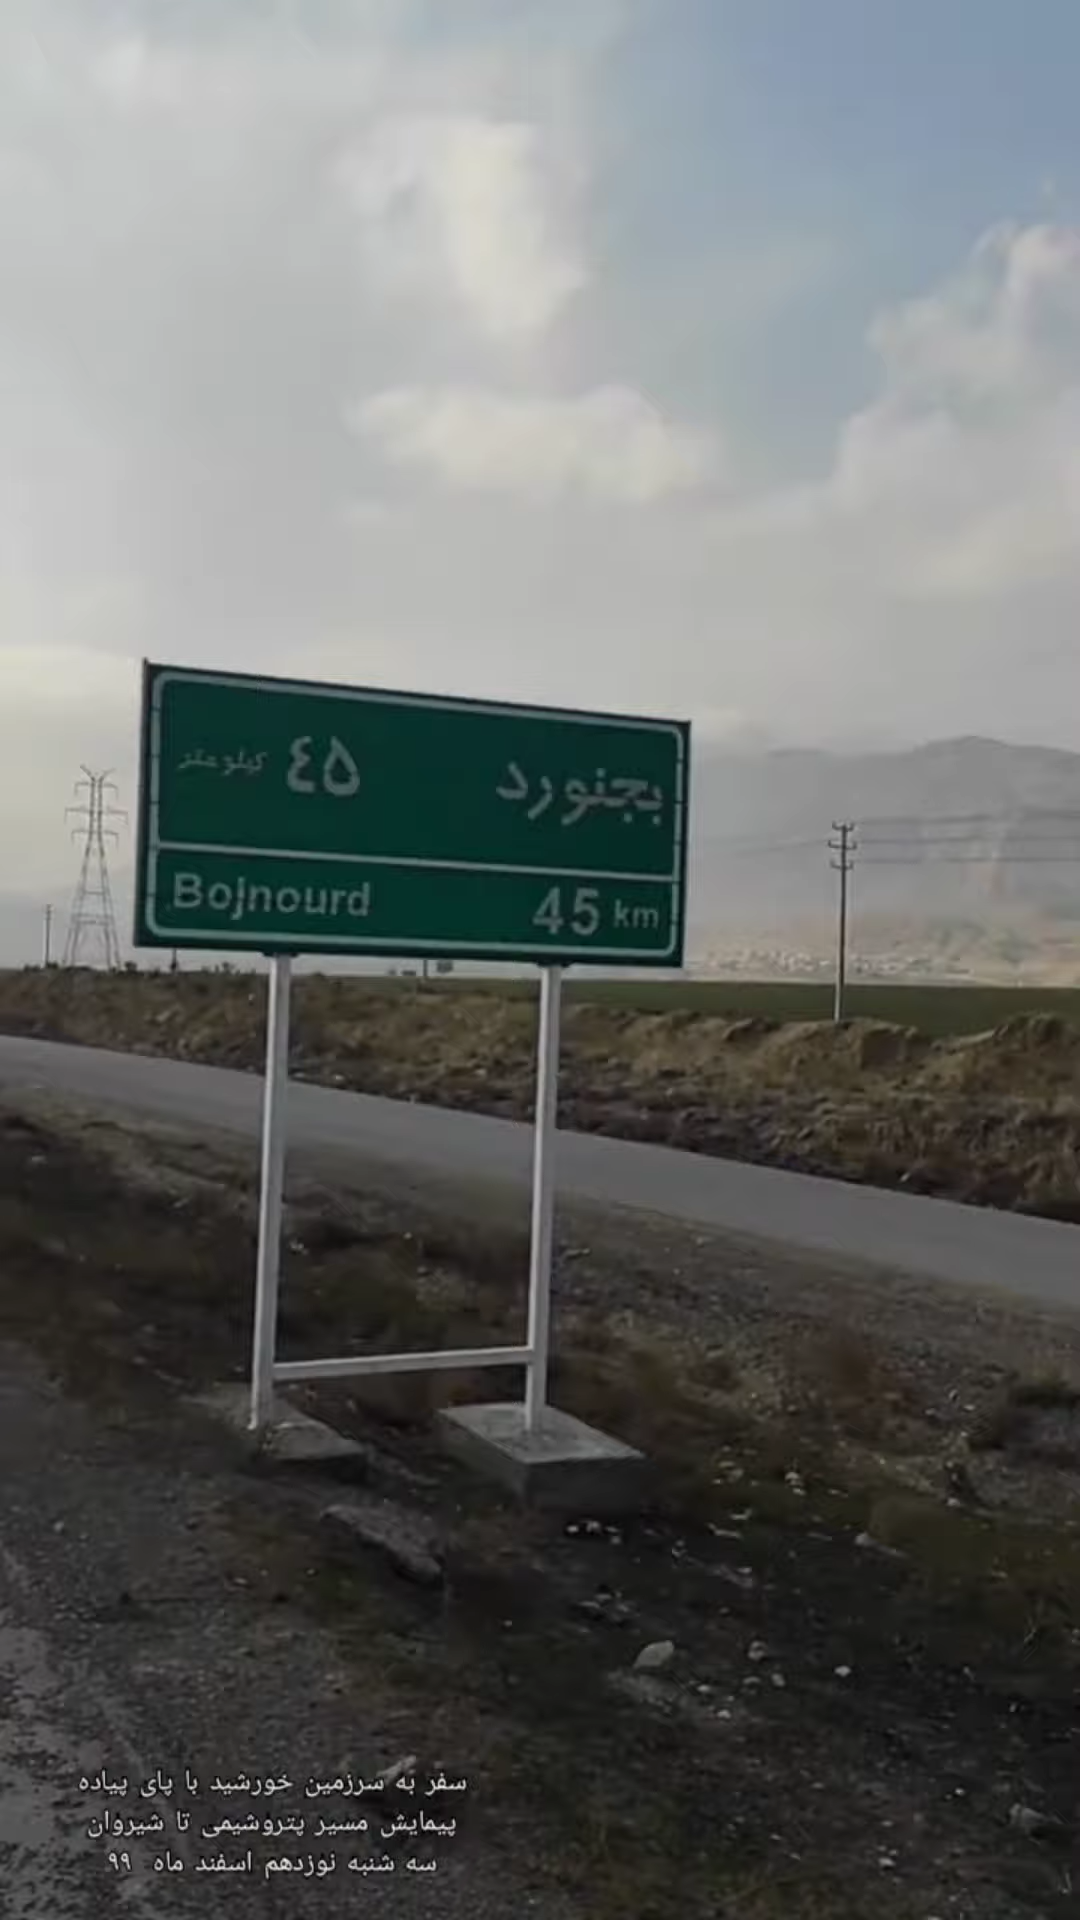 بجنورد ٤۵ کیلومتر
Bojnourd 45 km
سفر به سرزمین خورشید با پای پیاده
پیمایش مسیر پتروشیمی تا شیروان
سه شنبه نوزدهم اسفند ماه ۹۹